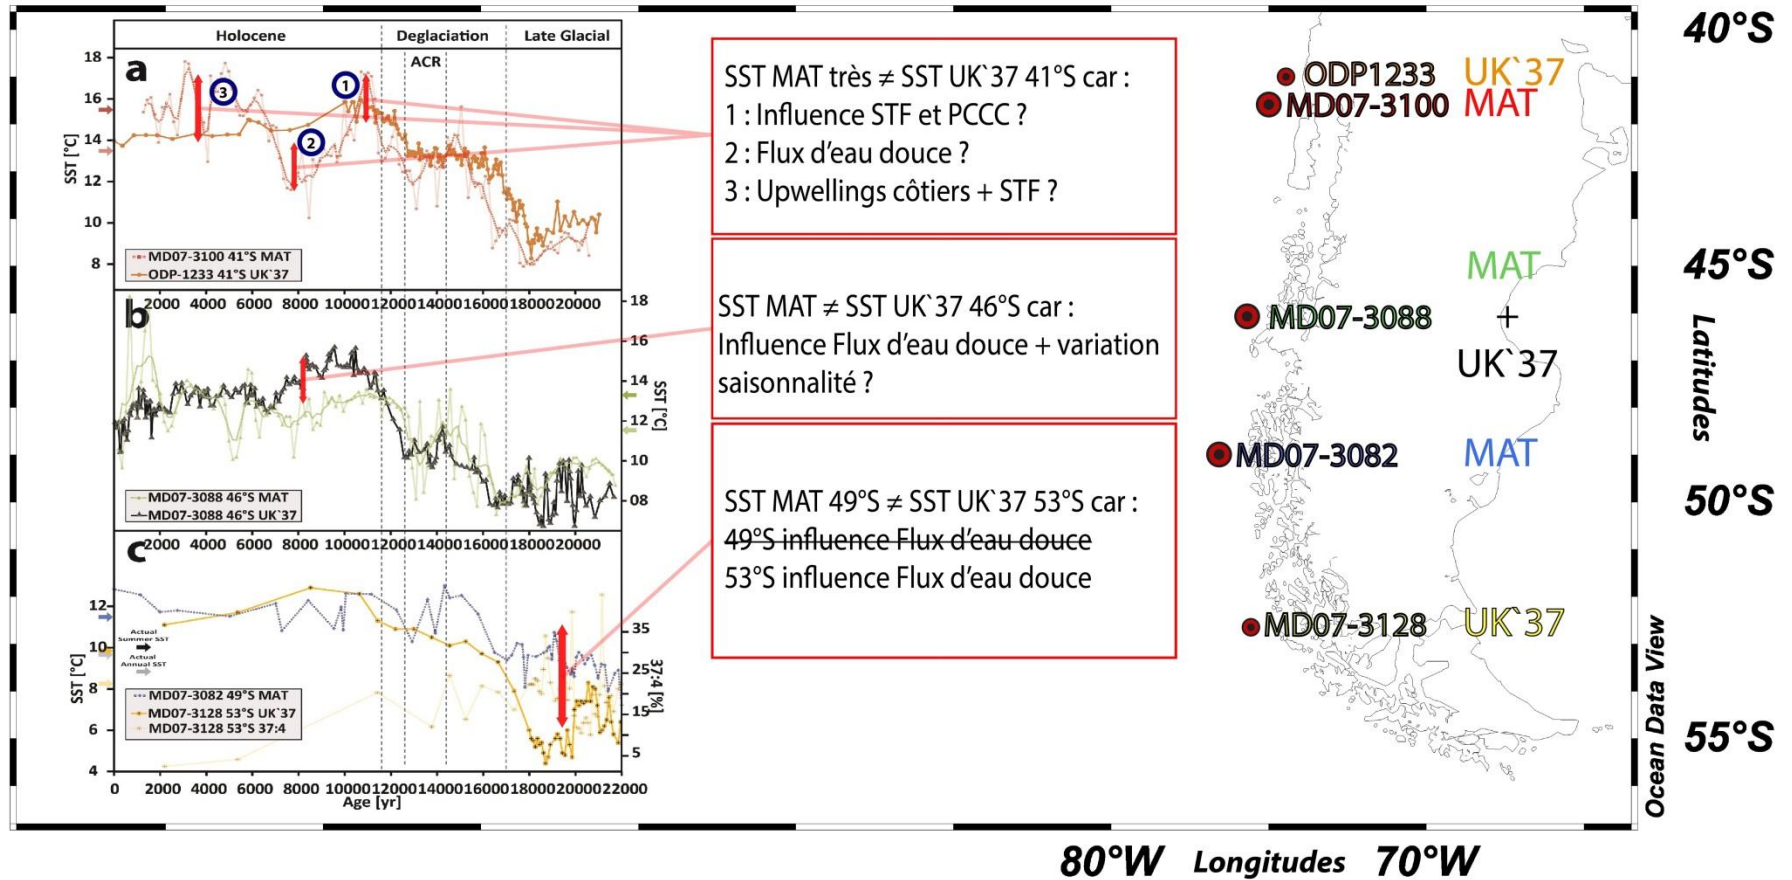 Holocene
Deglaciation
Late Glacial
ACR
a
18
16
14
12
10
8
SST [°C]
3
1
2
MD07-3100 41°S MAT
ODP-1233 41°S UK`37
2000 4000 6000 8000 10000 12000 14000 16000 18000 20000
b
18
16
14
12
10
08
SST [°C]
MD07-3088 46°S MAT
MD07-3088 46°S UK`37
2000 4000 6000 8000 10000 12000 14000 16000 18000 20000
c
12
10
8
6
4
SST [°C]
Actual
Summer SST
Actual
Annual SST
35
25
15
5
37:4 [%]
MD07-3082 49°S MAT
MD07-3128 53°S UK`37
MD07-3128 53°S 37:4
0 2000 4000 6000 8000 10000 12000 14000 16000 18000 20000 22000
Age [yr]
SST MAT très ≠ SST UK`37 41°S car :
1 : Influence STF et PCCC ?
2 : Flux d’eau douce ?
3 : Upwellings côtiers + STF ?
SST MAT ≠ SST UK`37 46°S car :
Influence Flux d’eau douce + variation
saisonnalité ?
SST MAT 49°S ≠ SST UK`37 53°S car :
49°S influence Flux d’eau douce
53°S influence Flux d’eau douce
ODP1233 UK`37
MD07-3100 MAT
MAT
MD07-3088 +
UK`37
MD07-3082 MAT
MD07-3128 UK`37
40°S
45°S
50°S
55°S
Latitudes
Ocean Data View
80°W Longitudes 70°W